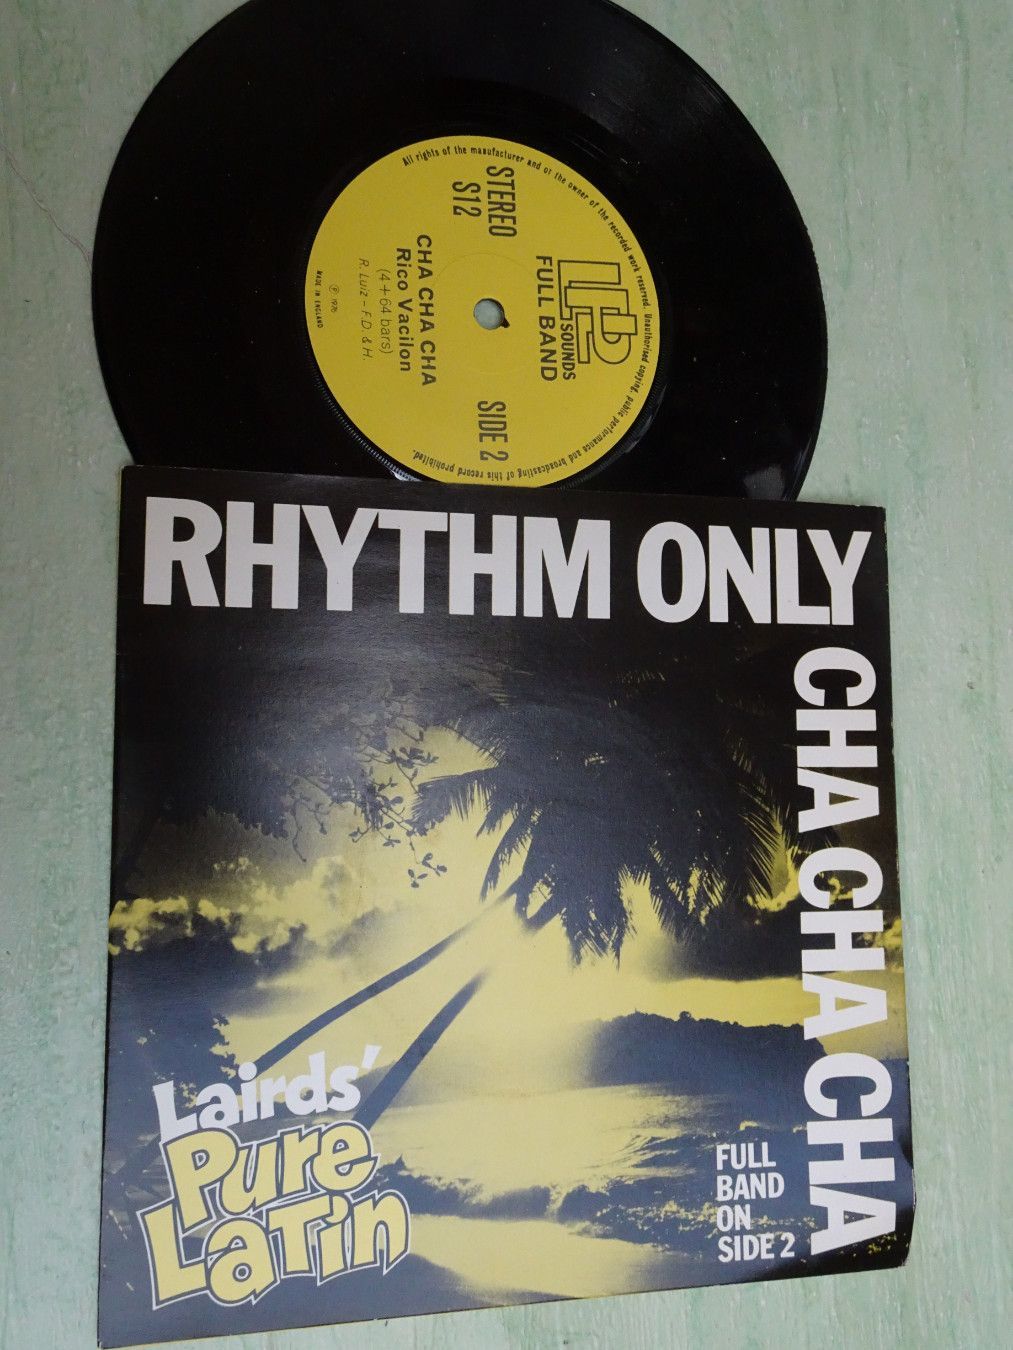 All rights of the manufacturer and of the owner of the recorded work reserved. Unauthorised copying, public performance and broadcasting of this record prohibited.
STEREO
S12
SOUNDS
FULL BAND
SIDE 2
CHA CHA CHA
Rico Vacilon
(4 + 64 bars)
R. Luiz - F.D. & H.
℗ 1976
MADE IN ENGLAND
RHYTHM ONLY
CHA CHA CHA
Lairds'
Pure
Latin
FULL
BAND
ON
SIDE 2